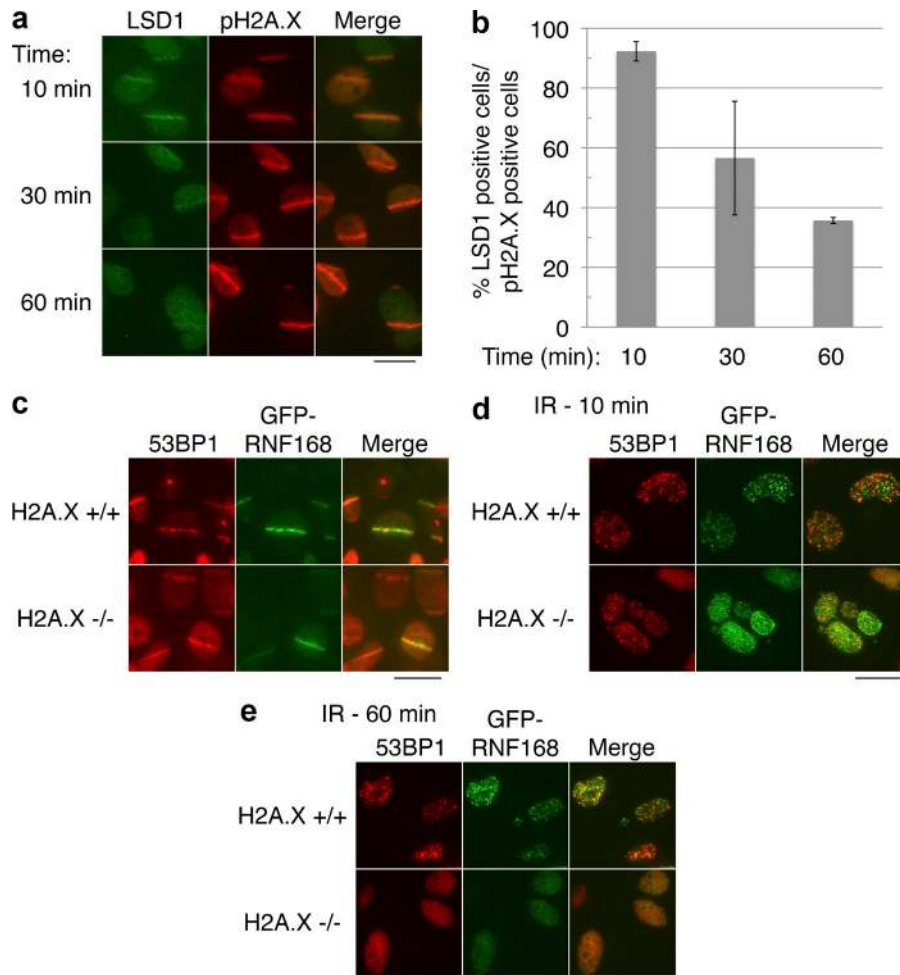 a
LSD1 pH2A.X Merge
Time:
10 min
30 min
60 min
b
% LSD1 positive cells/
pH2A.X positive cells
100
80
60
40
20
0
Time (min): 10 30 60
c
GFP-
53BP1 RNF168 Merge
H2A.X +/+
H2A.X -/-
d IR - 10 min
GFP-
53BP1 RNF168 Merge
H2A.X +/+
H2A.X -/-
e IR - 60 min
GFP-
53BP1 RNF168 Merge
H2A.X +/+
H2A.X -/-